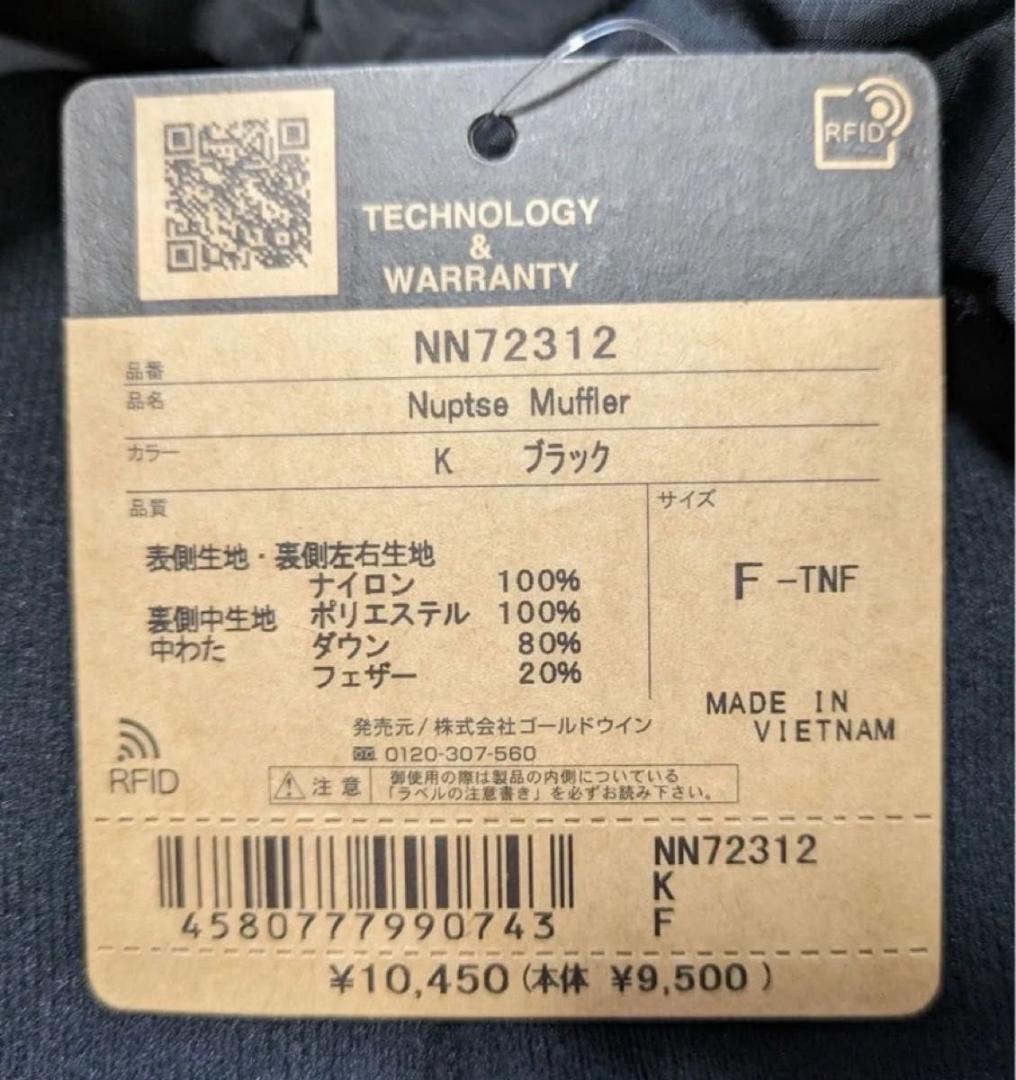 RFID
TECHNOLOGY
&
WARRANTY
品番 NN72312
品名 Nuptse Muffler
カラー K ブラック
品質
サイズ
表側生地・裏側左右生地
ナイロン 100%
裏側中生地 ポリエステル 100%
中わた ダウン 80%
フェザー 20%
F -TNF
MADE IN
VIETNAM
発売元/株式会社ゴールドウイン
0120-307-560
RFID
注意
御使用の際は製品の内側についている
「ラベルの注意書き」を必ずお読み下さい。
4580777990743
NN72312
K
F
¥10,450(本体 ¥9,500 )